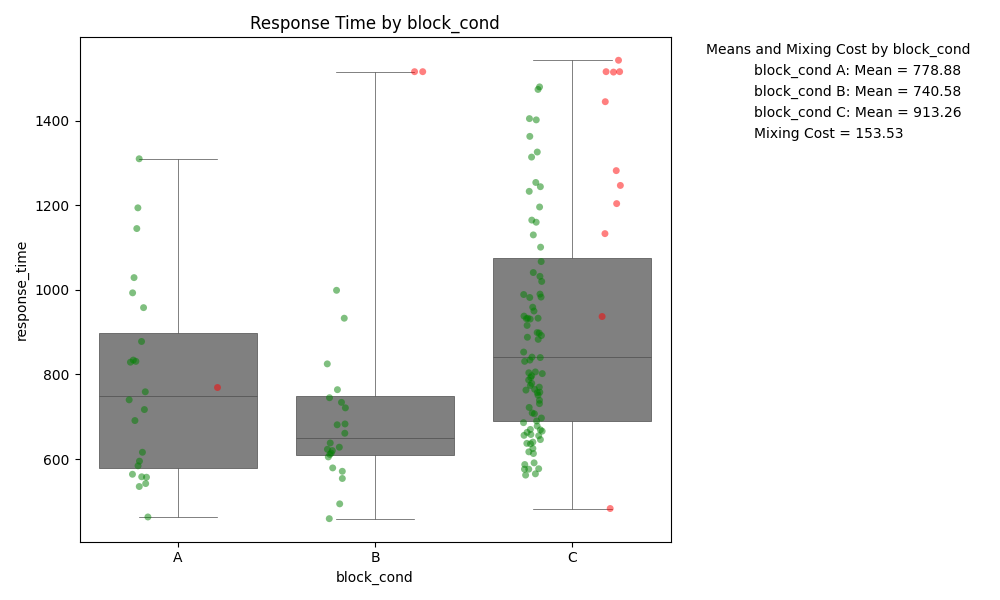 Response Time by block_cond
Means and Mixing Cost by block_cond
block_cond A: Mean = 778.88
block_cond B: Mean = 740.58
block_cond C: Mean = 913.26
Mixing Cost = 153.53
response_time
1400
1200
1000
800
600
A
B
C
block_cond